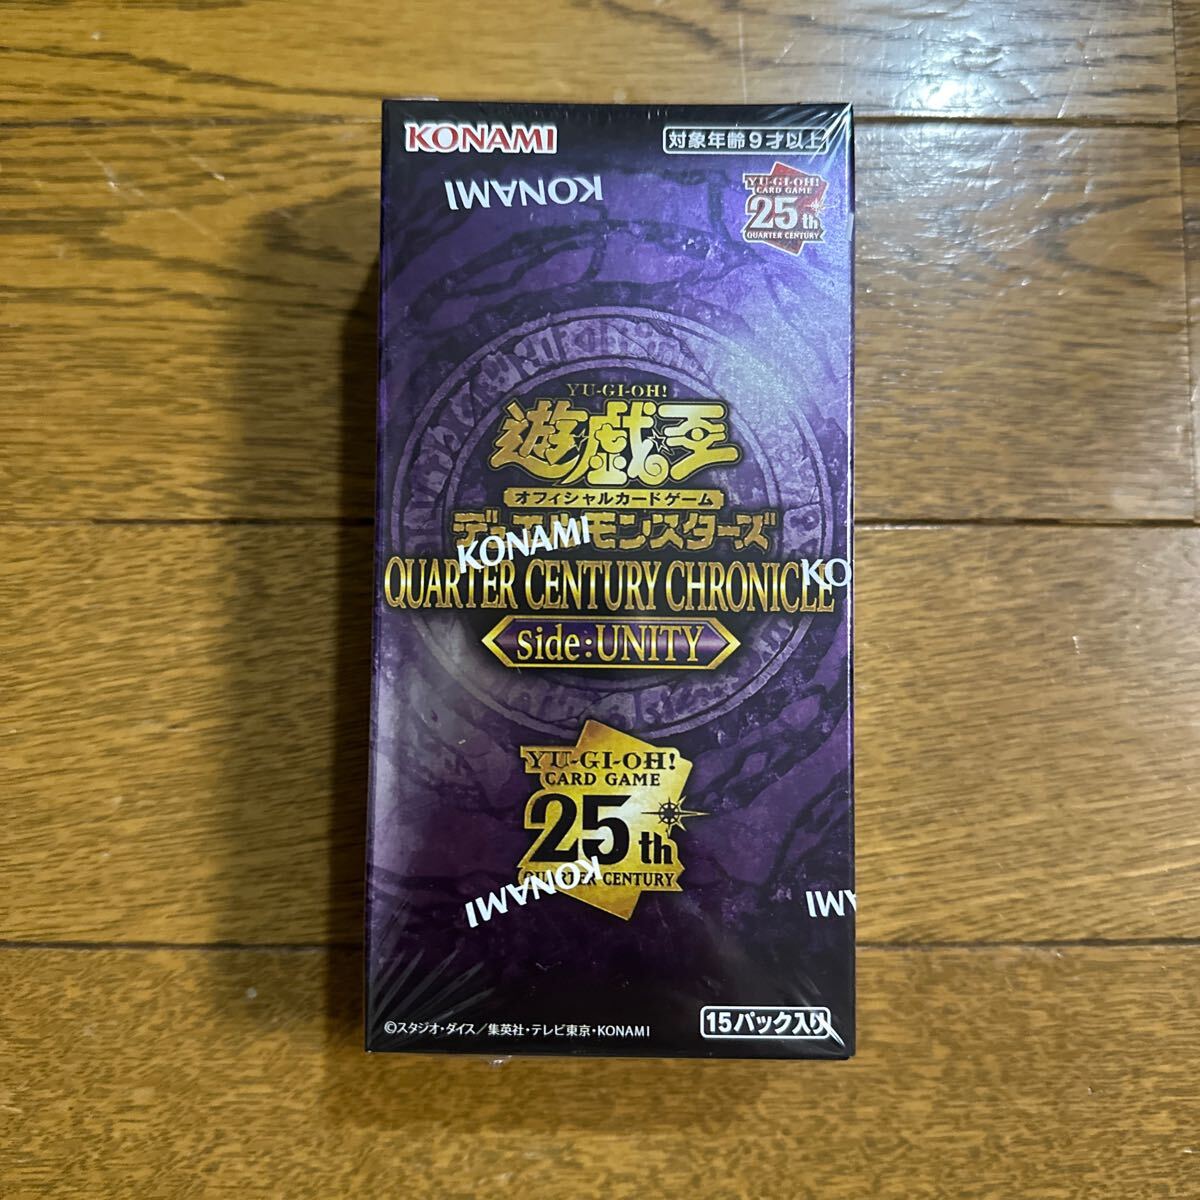 KONAMI
対象年齢9才以上
KONAMI
YU-GI-OH!
CARD GAME
25th
QUARTER CENTURY
YU-GI-OH!
遊☆戯☆王
オフィシャルカードゲーム
デュエルモンスターズ
KONAMI
KO
QUARTER CENTURY CHRONICLE
side:UNITY
YU-GI-OH!
CARD GAME
25th
QUARTER CENTURY
KONAMI
AMI
©スタジオ・ダイス/集英社・テレビ東京・KONAMI
15パック入り